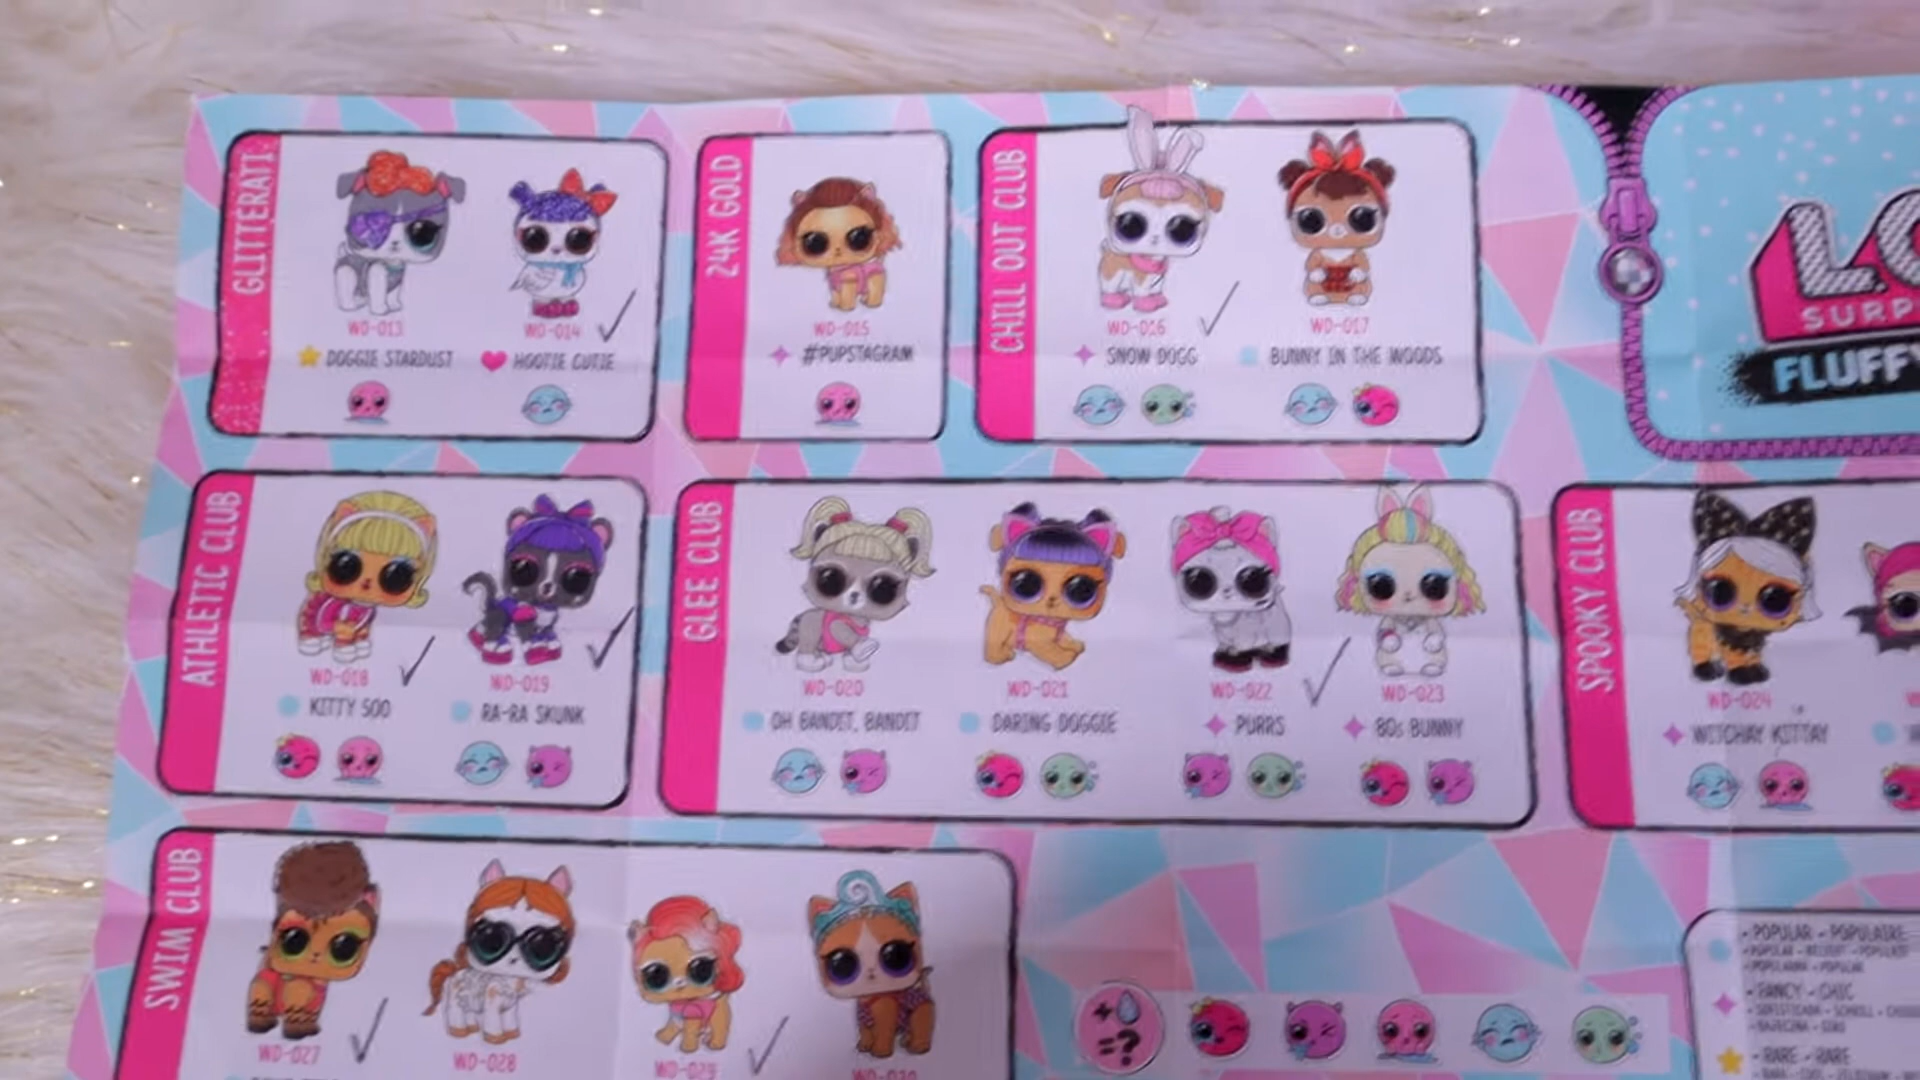 GLITTERATI
WD-013
DOGGIE STARDUST
WD-014
HOOTIE CUTIE
24K GOLD
WD-015
#PUPSTAGRAM
CHILL OUT CLUB
WD-016
SNOW DOGG
WD-017
BUNNY IN THE WOODS
SURP
FLUFFY
ATHLETIC CLUB
WD-018
KITTY SOO
WD-019
RA-RA SKUNK
GLEE CLUB
WD-020
OH BANDIT, BANDIT
WD-021
DARING DOGGIE
WD-022
PURRS
WD-023
80s BUNNY
SPOOKY CLUB
WD-024
WITCHAY KITTAY
SWIM CLUB
WD-027
WD-028
WD-029
WD-030
+
=?
• POPULAR - POPULAIRE
• FANCY - CHIC
• RARE - RARE